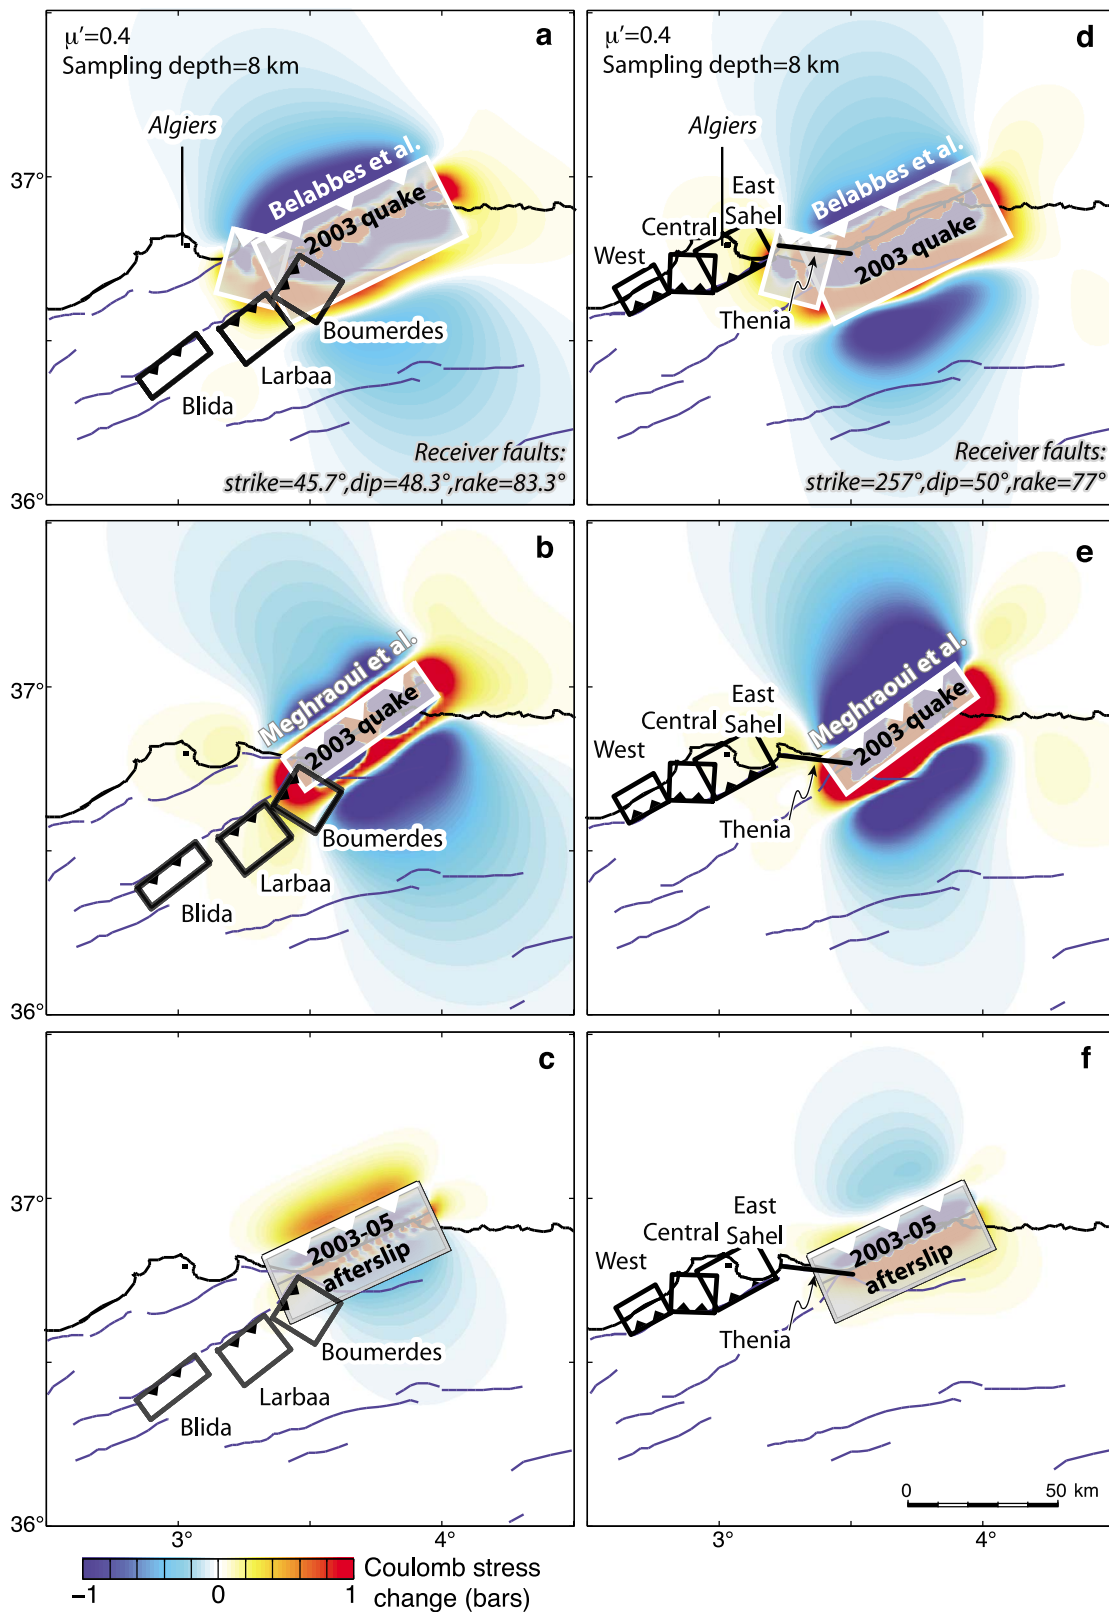 μ'=0.4
Sampling depth=8 km
a
Algiers
37°
Belabbes et al.
2003 quake
Boumerdes
Larbaa
Blida
Receiver faults:
strike=45.7°,dip=48.3°,rake=83.3°
36°
μ'=0.4
Sampling depth=8 km
d
Algiers
Belabbes et al.
East
Central Sahel
West
2003 quake
Thenia
Receiver faults:
strike=257°,dip=50°,rake=77°
b
37°
Meghraoui et al.
2003 quake
Boumerdes
Larbaa
Blida
36°
e
Meghraoui et al.
East
Central Sahel
West
2003 quake
Thenia
c
37°
2003-05
afterslip
Boumerdes
Larbaa
Blida
36°
3°
4°
f
East
Central Sahel
West
2003-05
afterslip
Thenia
0
50 km
3°
4°
Coulomb stress
change (bars)
−1
0
1